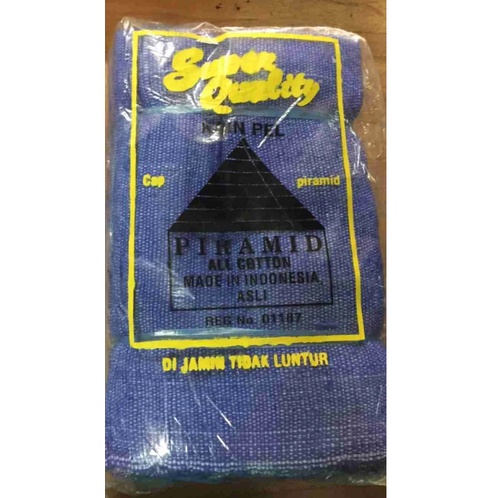 Super
Quality
KAIN PEL
Cap piramid
PIRAMID
ALL COTTON
MADE IN INDONESIA
ASLI
REG No. 01187
DI JAMIN TIDAK LUNTUR